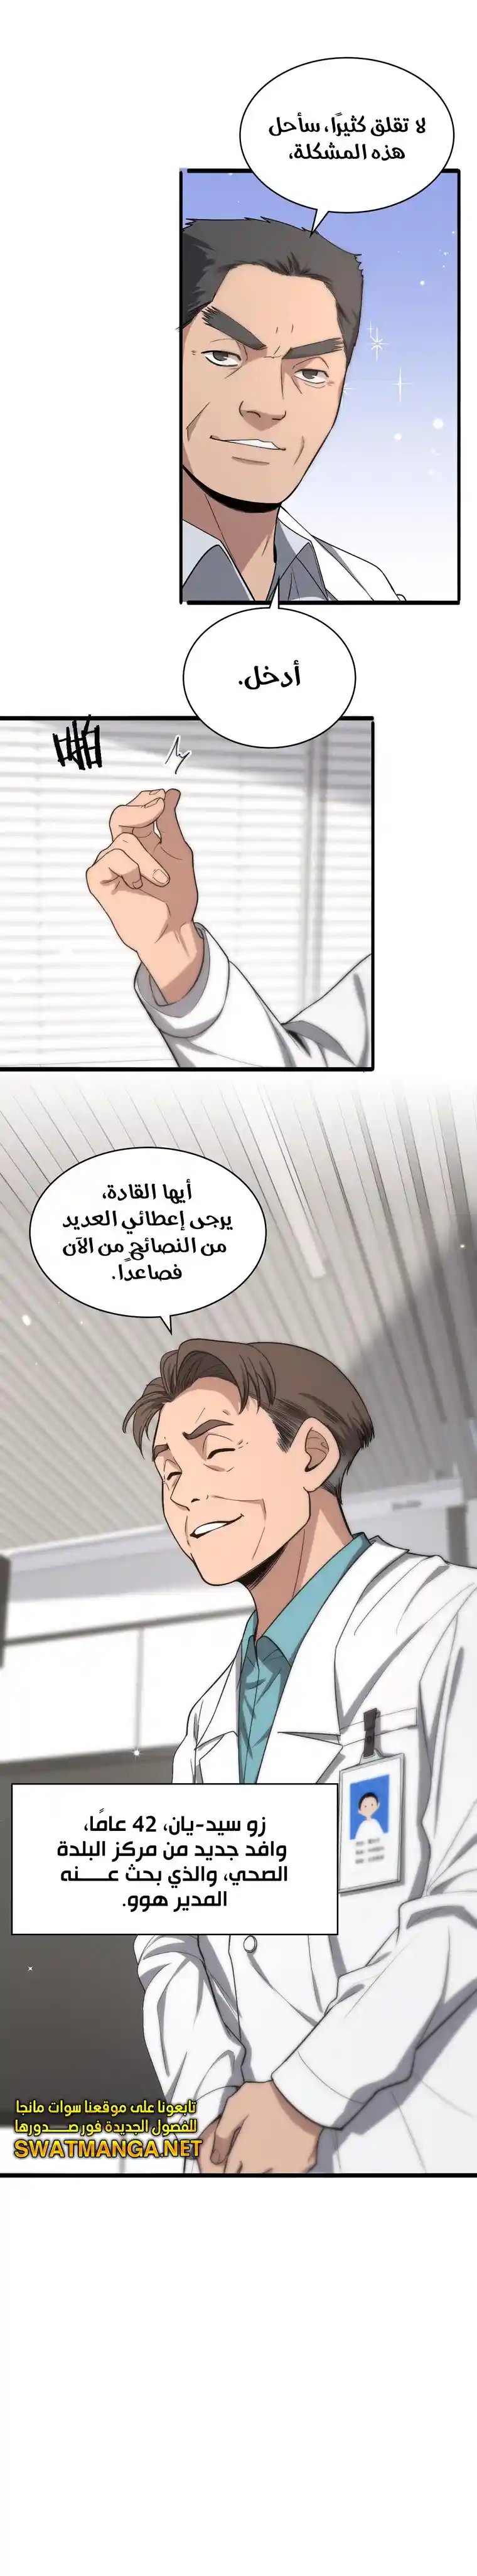 لا تقلق كثيرًا، سأحل
هذه المشكلة،
أدخل.
啪
أيها القادة،
يرجى إعطائي العديد
من النصائح من الآن
فصاعدًا.
زو سيد-يان، 42 عامًا،
وافد جديد من مركز البلدة
الصحي، والذي بحث عـــنه
المدير هوو.
تابعونا على موقعنا سوات مانجا
للفصول الجديدة فور صـــدورها
SWATMANGA.NET